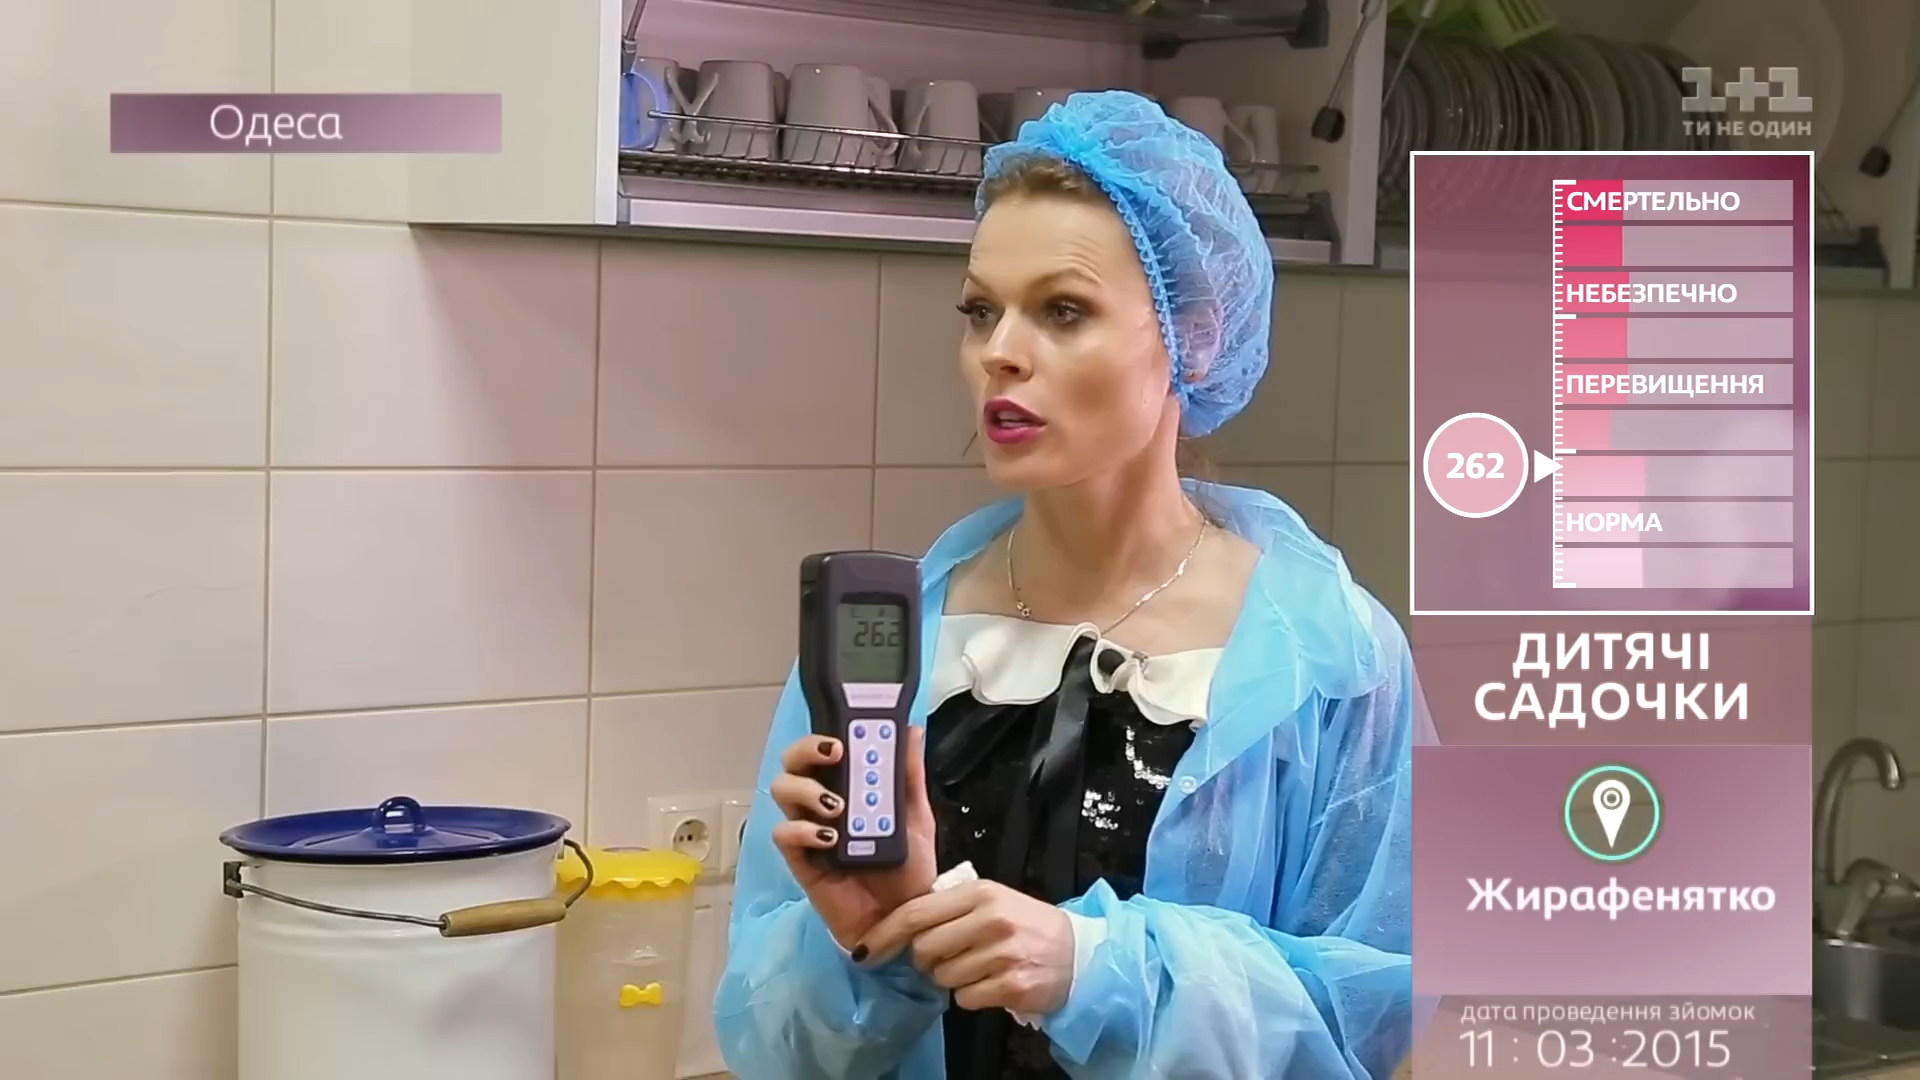 Одеса
1+1
ТИ НЕ ОДИН
СМЕРТЕЛЬНО
НЕБЕЗПЕЧНО
ПЕРЕВИЩЕННЯ
262
НОРМА
262
ДИТЯЧІ
САДОЧКИ
Жирафенятко
дата проведення зйомок
11 : 03 :2015